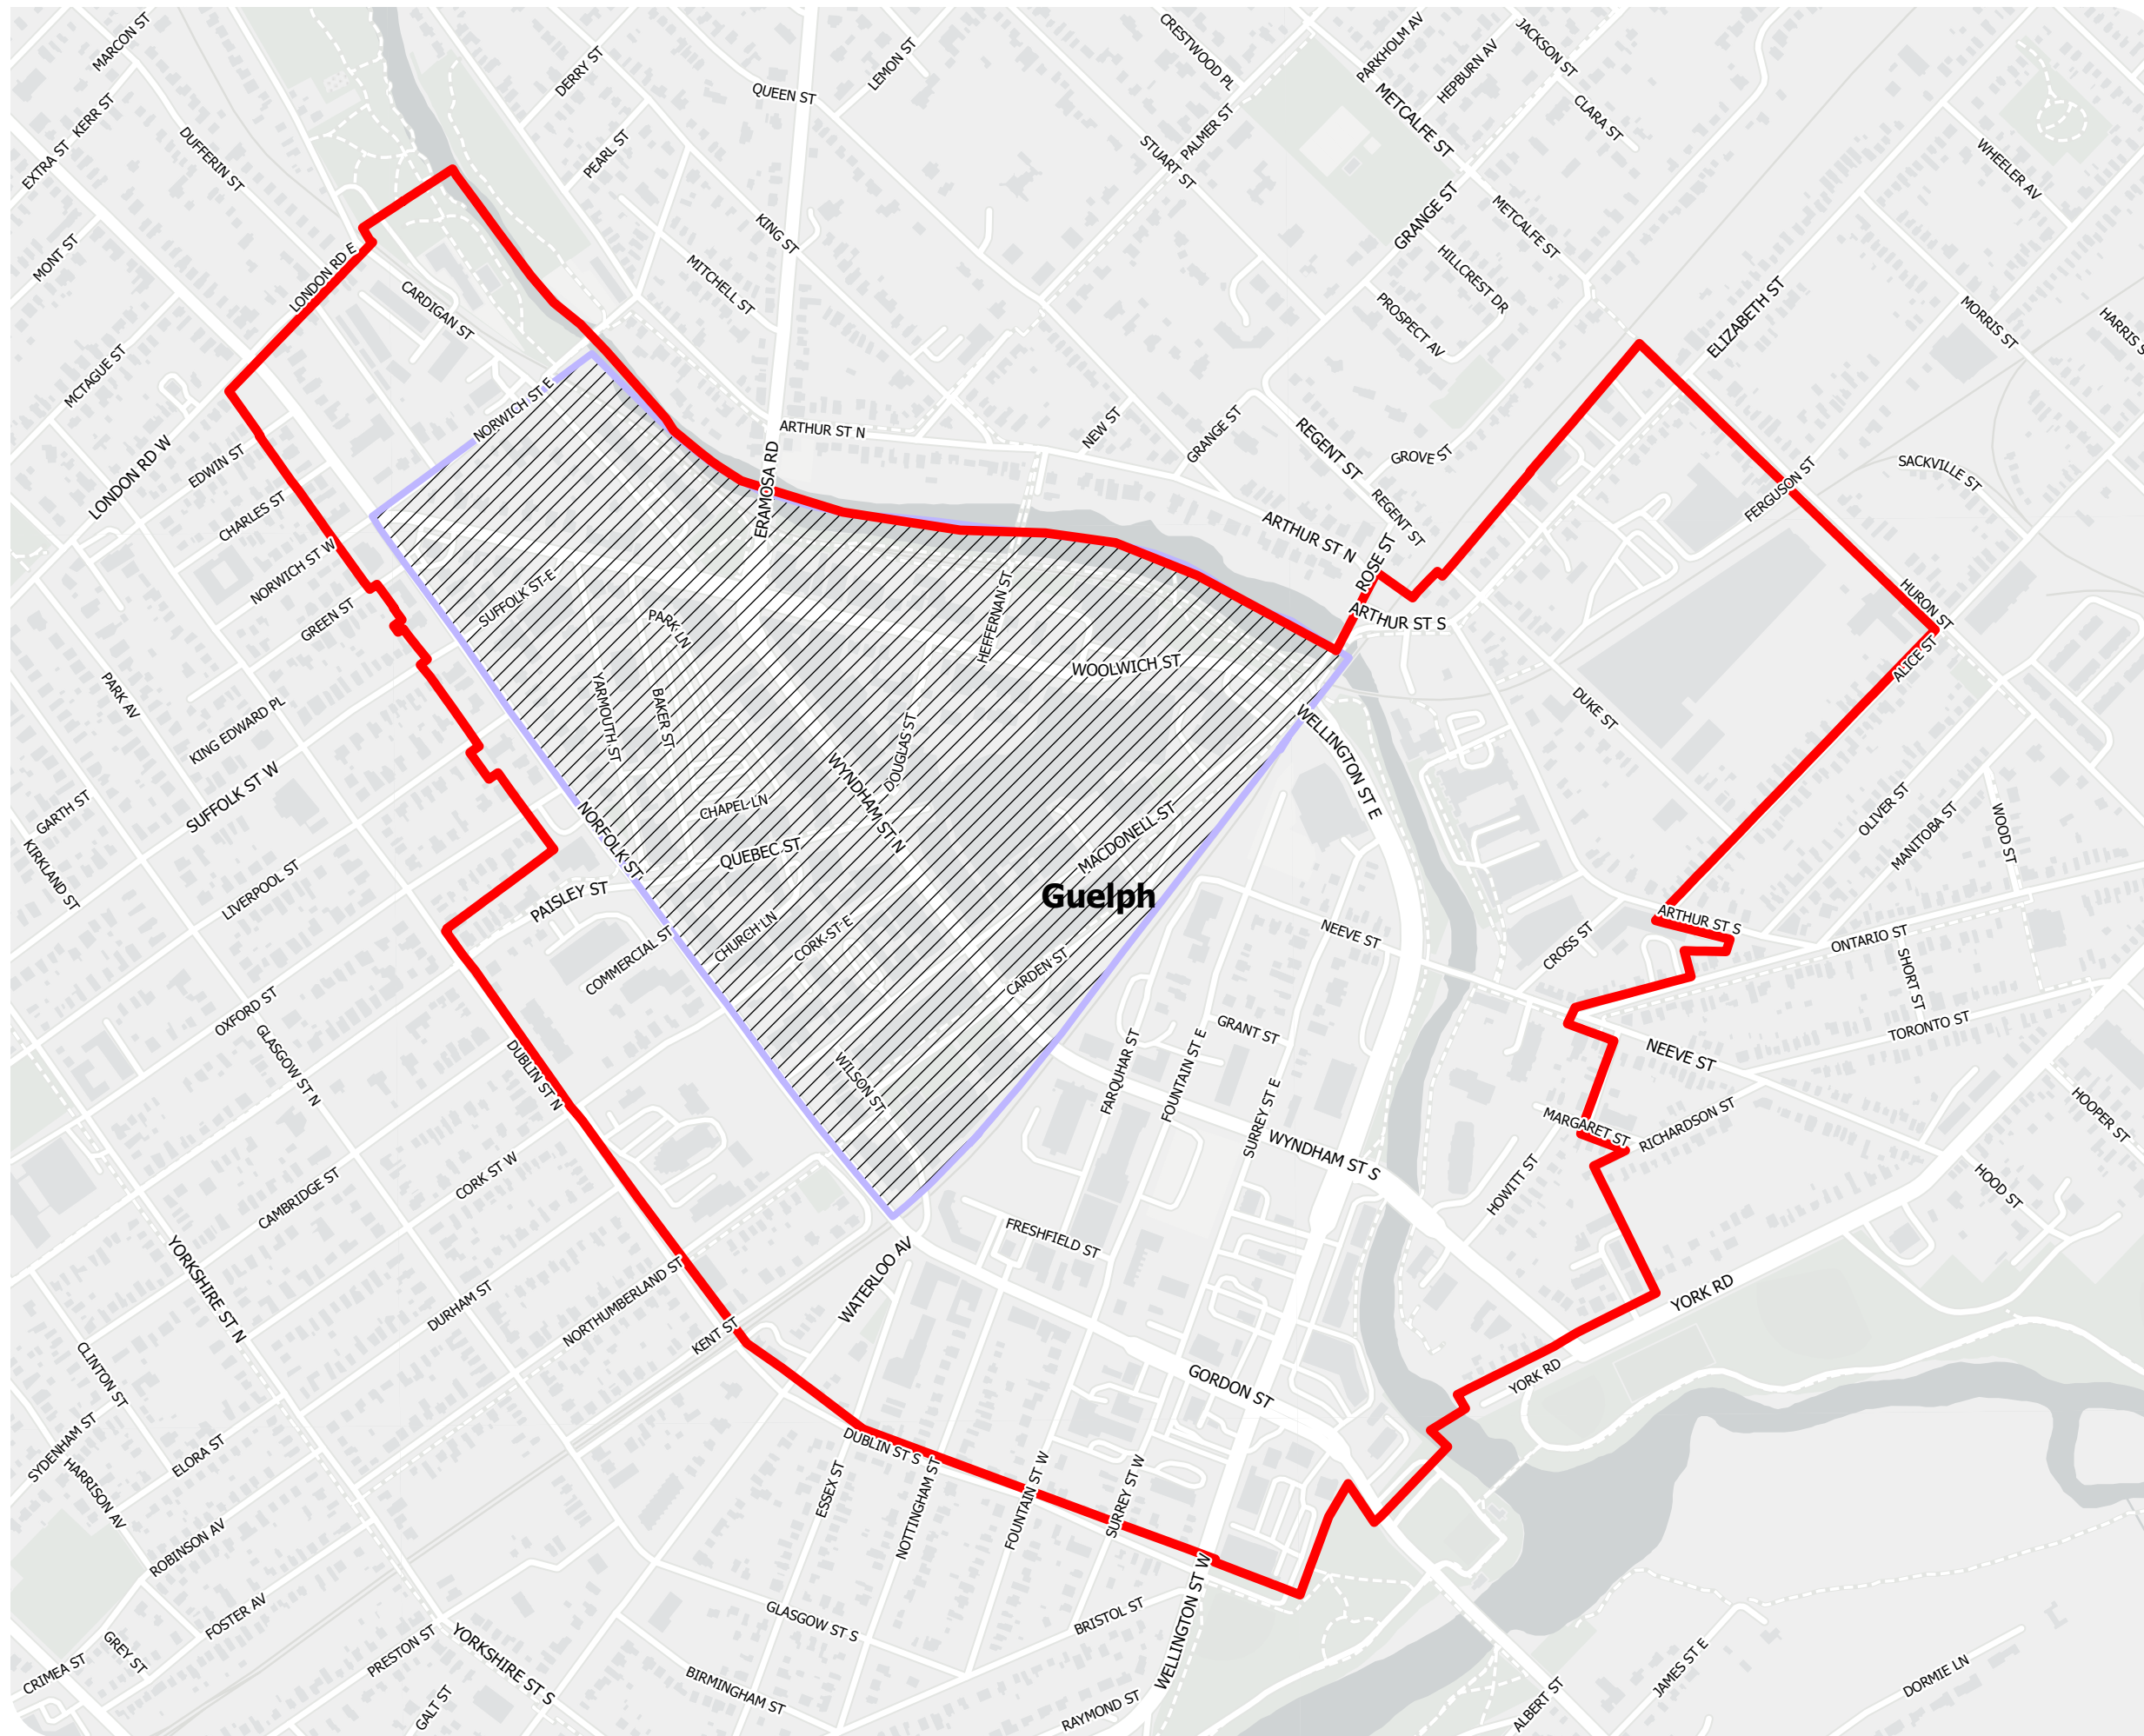 MARCON ST
DERRY ST
LEMON ST
CRESTWOOD PL
PARKHOLM AV
JACKSON ST
HEPBURN AV
QUEEN ST
METCALFE ST
CLARA ST
KERR ST
EXTRA ST
DUFFERIN ST
PEARL ST
PALMER ST
STUART ST
WHEELER AV
MONT ST
LONDON RD E
KING ST
GRANGE ST
METCALFE ST
MITCHELL ST
HILLCREST DR
CARDIGAN ST
PROSPECT AV
ELIZABETH ST
MORRIS ST
HARRIS S
MCTAGUE ST
NORWICH ST E
ARTHUR ST N
NEW ST
GRANGE ST
REGENT ST
GROVE ST
LONDON RD W
EDWIN ST
ERAMOSA RD
FERGUSON ST
SACKVILLE ST
CHARLES ST
REGENT ST
ARTHUR ST N
NORWICH ST W
ROSE ST
SUFFOLK ST E
HEFFERNAN ST
GREEN ST
PARK LN
ARTHUR ST S
HURON ST
ALICE ST
WOOLWICH ST
PARK AV
YARMOUTH ST
BAKER ST
KING EDWARD PL
DUKE ST
WELLINGTON ST E
DOUGLAS ST
WYNDHAM ST N
SUFFOLK ST W
CHAPEL LN
GARTH ST
NORFOLK ST
OLIVER ST
MANITOBA ST
WOOD ST
QUEBEC ST
MACDONELL ST
KIRKLAND ST
LIVERPOOL ST
PAISLEY ST
Guelph
ARTHUR ST S
CHURCH LN
CORK ST E
COMMERCIAL ST
NEEVE ST
CROSS ST
ONTARIO ST
CARDEN ST
SHORT ST
OXFORD ST
GLASGOW ST N
GRANT ST
TORONTO ST
DUBLIN ST N
WILSON ST
FARQUHAR ST
FOUNTAIN ST E
NEEVE ST
SURREY ST E
MARGARET ST
RICHARDSON ST
HOOPER ST
WYNDHAM ST S
CORK ST W
CAMBRIDGE ST
HOWITT ST
HOOD ST
YORKSHIRE ST N
FRESHFIELD ST
WATERLOO AV
DURHAM ST
NORTHUMBERLAND ST
YORK RD
KENT ST
CLINTON ST
YORK RD
GORDON ST
SYDENHAM ST
ELORA ST
HARRISON AV
DUBLIN ST S
ESSEX ST
NOTTINGHAM ST
FOUNTAIN ST W
SURREY ST W
ROBINSON AV
WELLINGTON ST W
FOSTER AV
GLASGOW ST S
BRISTOL ST
GREY ST
PRESTON ST
YORKSHIRE ST S
CRIMEA ST
BIRMINGHAM ST
JAMES ST E
DORMIE LN
GALT ST
RAYMOND ST
ALBERT ST